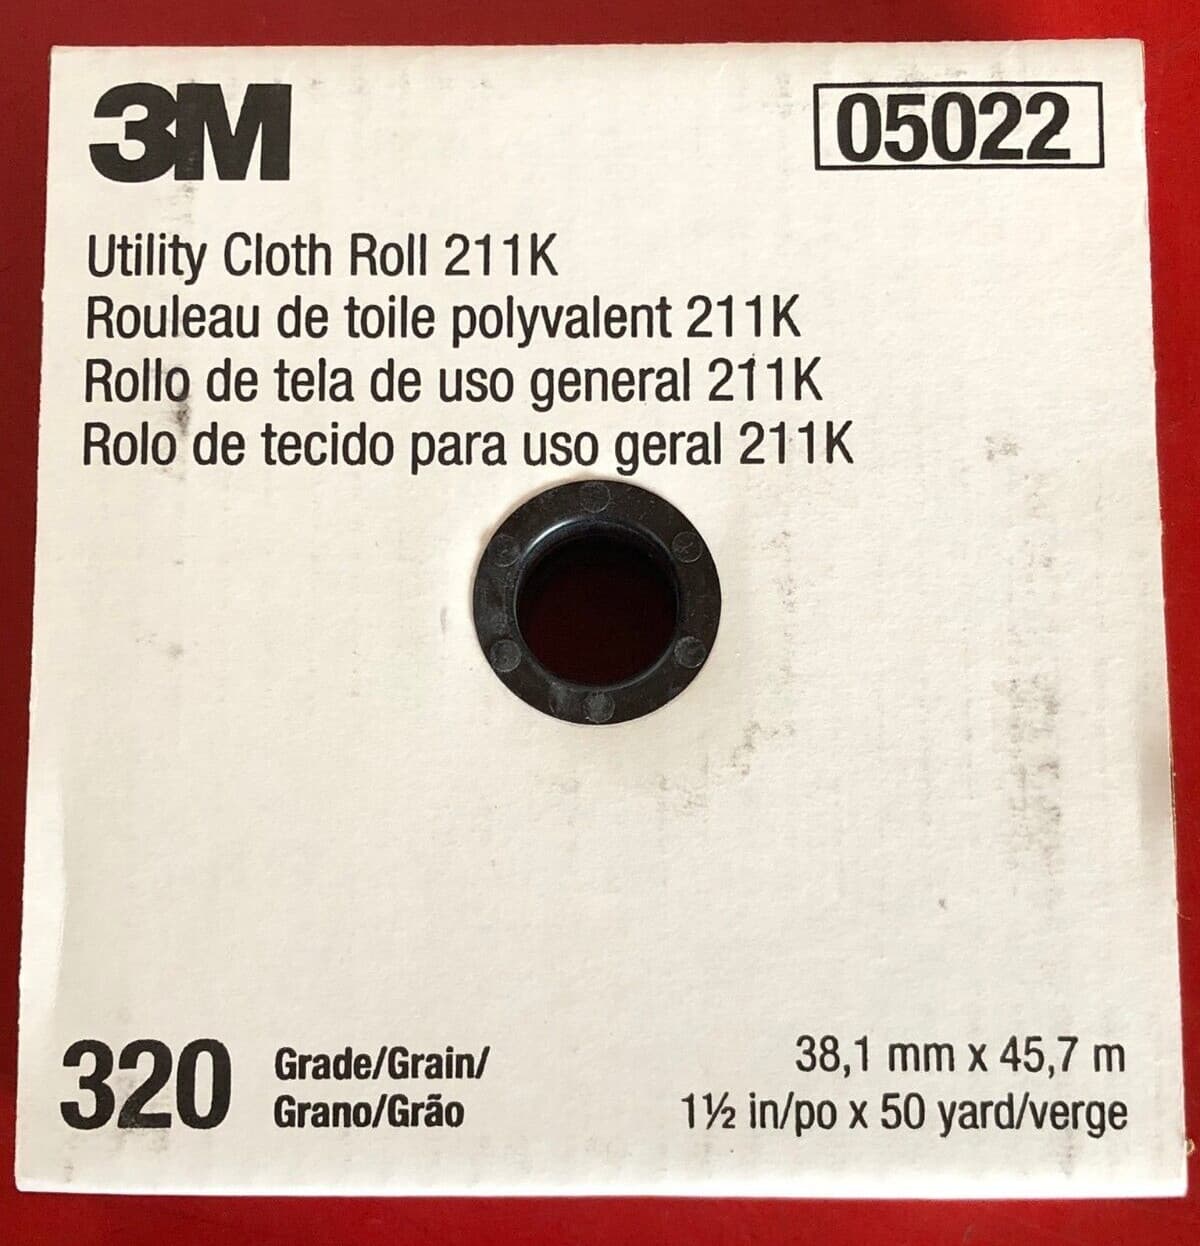 3M
05022
Utility Cloth Roll 211K
Rouleau de toile polyvalent 211K
Rollo de tela de uso general 211K
Rolo de tecido para uso geral 211K
320
Grade/Grain/
Grano/Grão
38,1 mm x 45,7 m
1½ in/po x 50 yard/verge